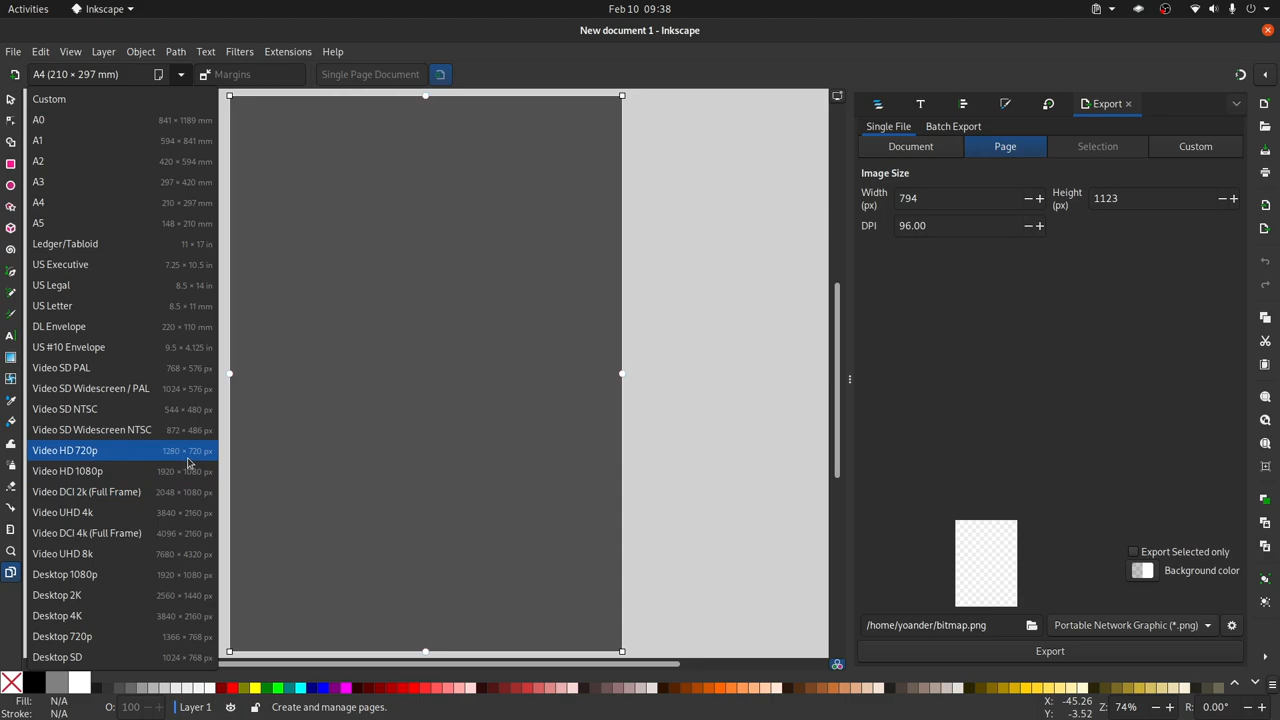 Activities
Inkscape
Feb 10 09:38
New document 1 - Inkscape
File Edit View Layer Object Path Text Filters Extensions Help
A4 (210 × 297 mm)
Margins
Single Page Document
Custom
A0 841 × 1189 mm
A1 594 × 841 mm
A2 420 × 594 mm
A3 297 × 420 mm
A4 210 × 297 mm
A5 148 × 210 mm
Ledger/Tabloid 11 × 17 in
US Executive 7.25 × 10.5 in
US Legal 8.5 × 14 in
US Letter 8.5 × 11 mm
DL Envelope 220 × 110 mm
US #10 Envelope 9.5 × 4.125 in
Video SD PAL 768 × 576 px
Video SD Widescreen / PAL 1024 × 576 px
Video SD NTSC 544 × 480 px
Video SD Widescreen NTSC 872 × 486 px
Video HD 720p 1280 × 720 px
Video HD 1080p 1920 × 1080 px
Video DCI 2k (Full Frame) 2048 × 1080 px
Video UHD 4k 3840 × 2160 px
Video DCI 4k (Full Frame) 4096 × 2160 px
Video UHD 8k 7680 × 4320 px
Desktop 1080p 1920 × 1080 px
Desktop 2K 2560 × 1440 px
Desktop 4K 3840 × 2160 px
Desktop 720p 1366 × 768 px
Desktop SD 1024 × 768 px
Export
Single File Batch Export
Document Page Selection Custom
Image Size
Width (px) 794 Height (px) 1123
DPI 96.00
Export Selected only
Background color
/home/yoander/bitmap.png
Portable Network Graphic (*.png)
Export
Fill: N/A
Stroke: N/A
O: 100
Layer 1
Create and manage pages.
X: -45.26
Y: -3.52
Z: 74%
R: 0.00°